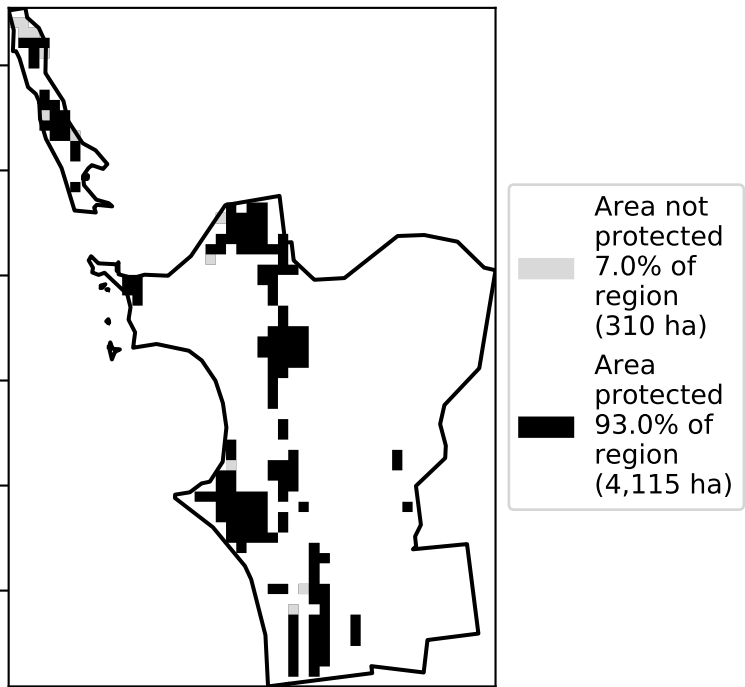 Area not
protected
7.0% of
region
(310 ha)
Area
protected
93.0% of
region
(4,115 ha)